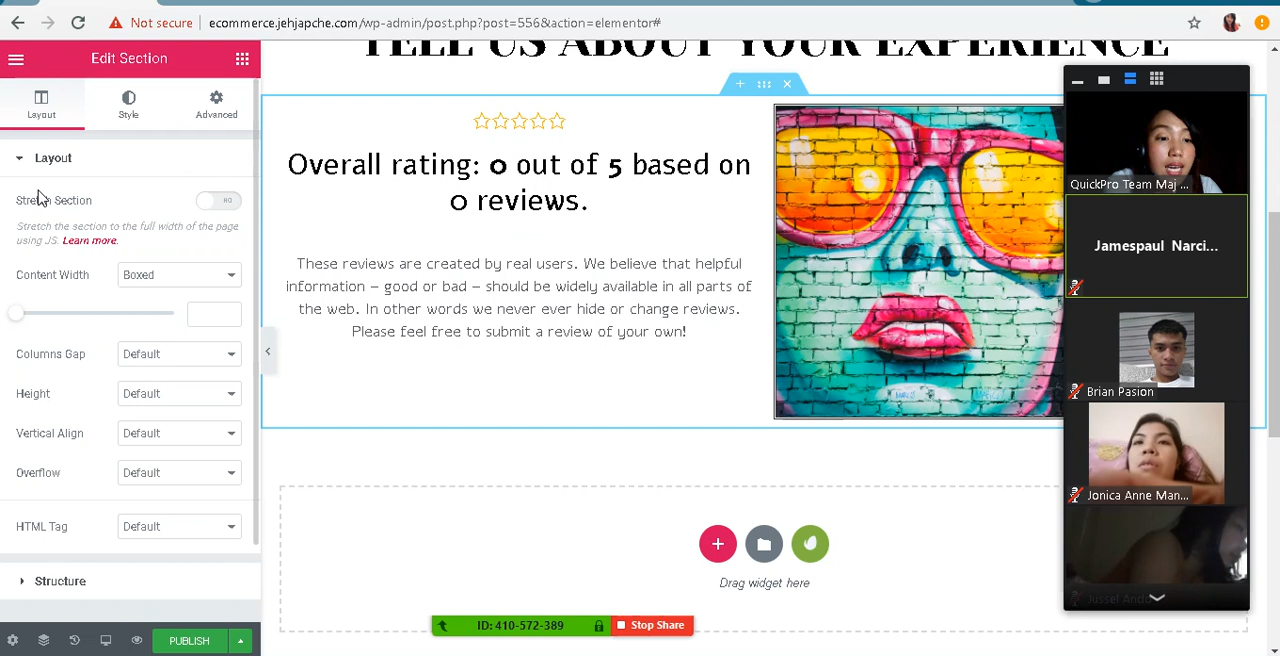 Not secure
ecommerce.jehjapche.com/wp-admin/post.php?post=556&action=elementor#
Edit Section
Layout
Style
Advanced
Layout
Stretch Section
NO
Stretch the section to the full width of the page
using JS. Learn more.
Content Width
Boxed
Columns Gap
Default
Height
Default
Vertical Align
Default
Overflow
Default
HTML Tag
Default
Structure
PUBLISH
TELL US ABOUT YOUR EXPERIENCE
Overall rating: 0 out of 5 based on
0 reviews.
These reviews are created by real users. We believe that helpful
information – good or bad – should be widely available in all parts of
the web. In other words we never ever hide or change reviews.
Please feel free to submit a review of your own!
Drag widget here
ID: 410-572-389
Stop Share
QuickPro Team Maj ...
Jamespaul Narci...
Brian Pasion
Jonica Anne Man...